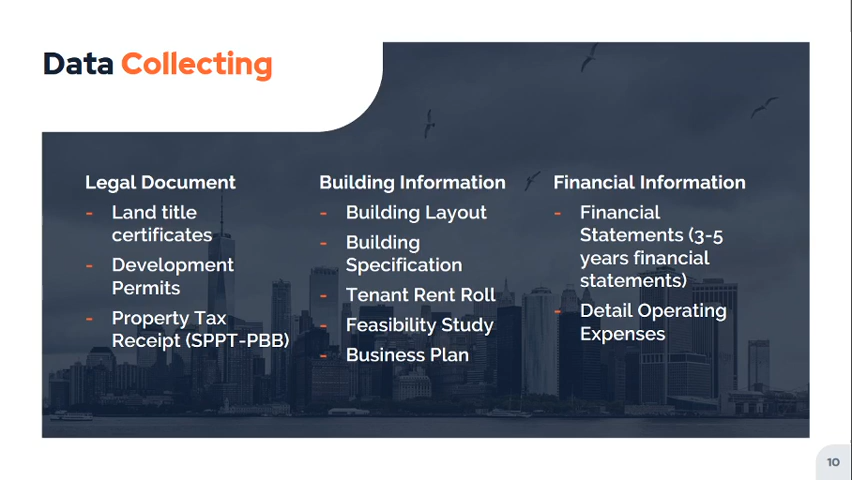 Data Collecting
Legal Document
- Land title
certificates
- Development
Permits
- Property Tax
Receipt (SPPT-PBB)
Building Information
- Building Layout
- Building
Specification
- Tenant Rent Roll
- Feasibility Study
- Business Plan
Financial Information
- Financial
Statements (3-5
years financial
statements)
- Detail Operating
Expenses
10